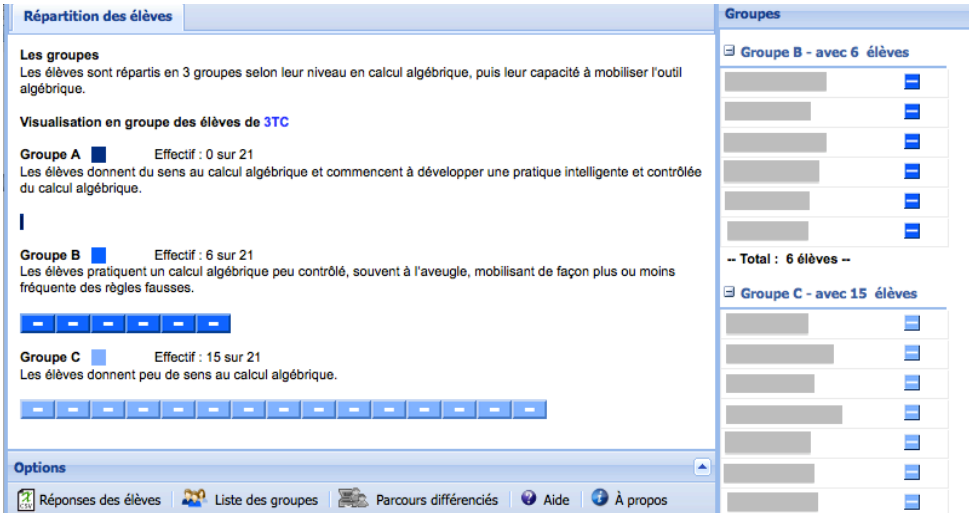 Répartition des élèves
Les groupes
Les élèves sont répartis en 3 groupes selon leur niveau en calcul algébrique, puis leur capacité à mobiliser l'outil
algébrique.
Visualisation en groupe des élèves de 3TC
Groupe A Effectif : 0 sur 21
Les élèves donnent du sens au calcul algébrique et commencent à développer une pratique intelligente et contrôlée
du calcul algébrique.
Groupe B Effectif : 6 sur 21
Les élèves pratiquent un calcul algébrique peu contrôlé, souvent à l'aveugle, mobilisant de façon plus ou moins
fréquente des règles fausses.
Groupe C Effectif : 15 sur 21
Les élèves donnent peu de sens au calcul algébrique.
Options
CSV Réponses des élèves Liste des groupes Parcours différenciés Aide À propos
Groupes
Groupe B - avec 6 élèves
-- Total : 6 élèves --
Groupe C - avec 15 élèves